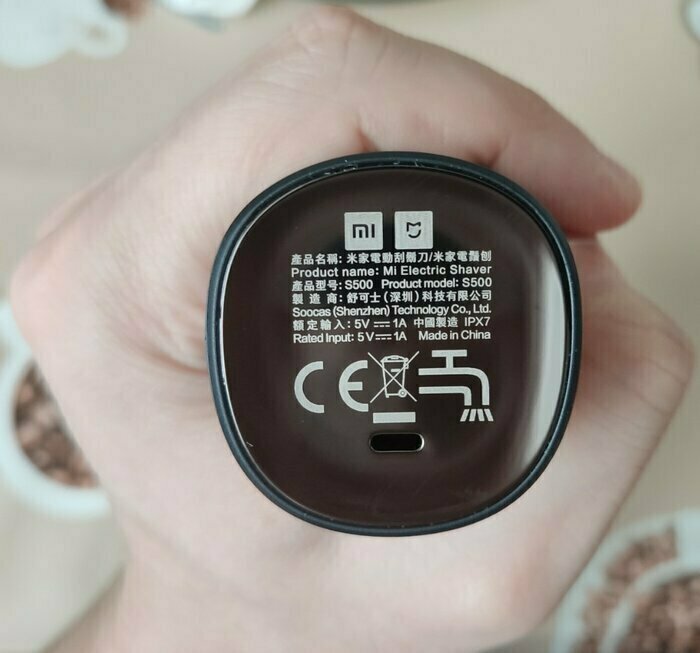 mi
產品名稱: 米家電動刮鬍刀/米家電鬚刨
Product name: Mi Electric Shaver
產品型号: S500 Product model: S500
製 造 商: 舒可士 (深圳) 科技有限公司
Soocas (Shenzhen) Technology Co., Ltd.
額定輸入: 5V⎓1A 中國製造 IPX7
Rated Input: 5V⎓1A Made in China
CE